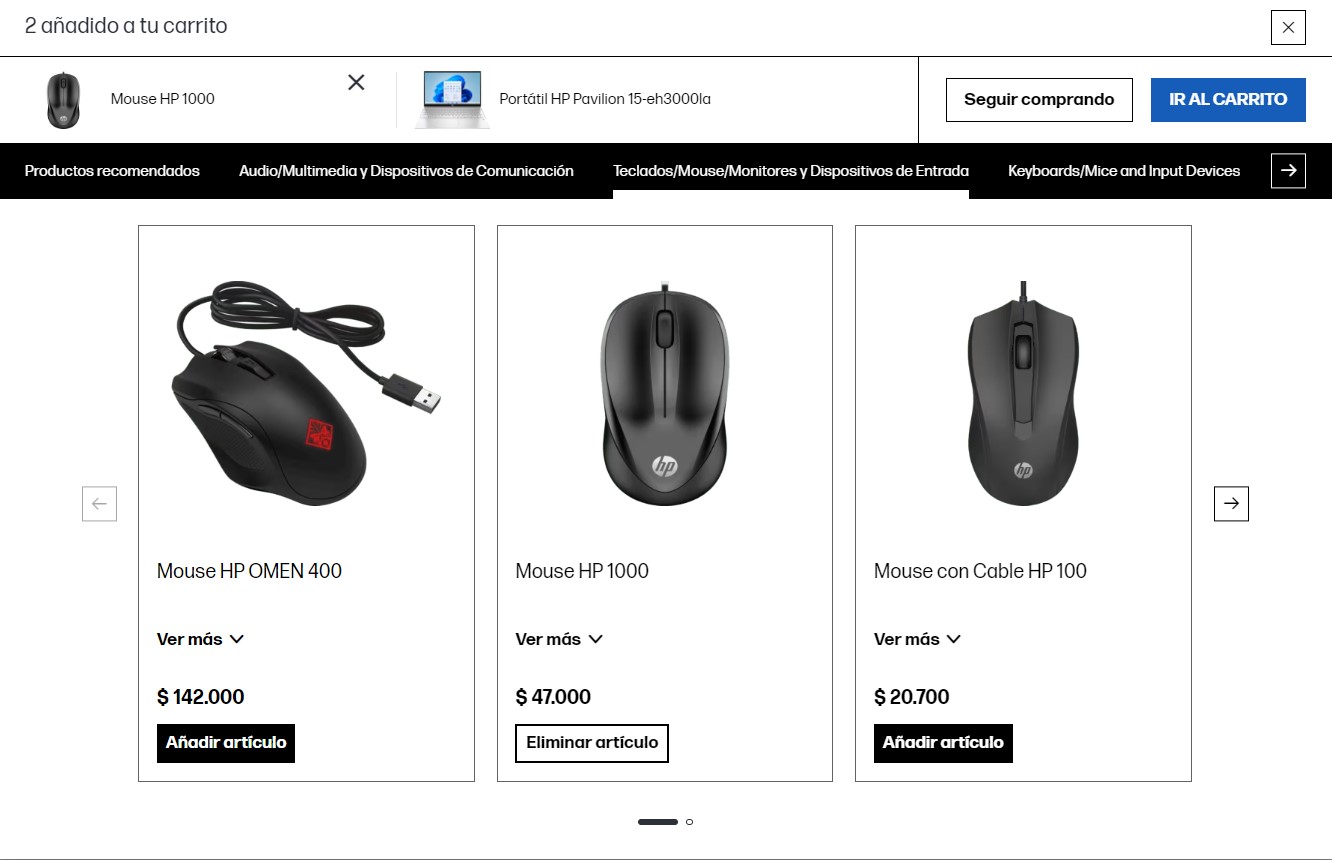 2 añadido a tu carrito
Mouse HP 1000
Portátil HP Pavilion 15-eh3000la
Seguir comprando
IR AL CARRITO
Productos recomendados
Audio/Multimedia y Dispositivos de Comunicación
Teclados/Mouse/Monitores y Dispositivos de Entrada
Keyboards/Mice and Input Devices
hp
hp
Mouse HP OMEN 400
Mouse HP 1000
Mouse con Cable HP 100
Ver más
Ver más
Ver más
$ 142.000
$ 47.000
$ 20.700
Añadir artículo
Eliminar artículo
Añadir artículo